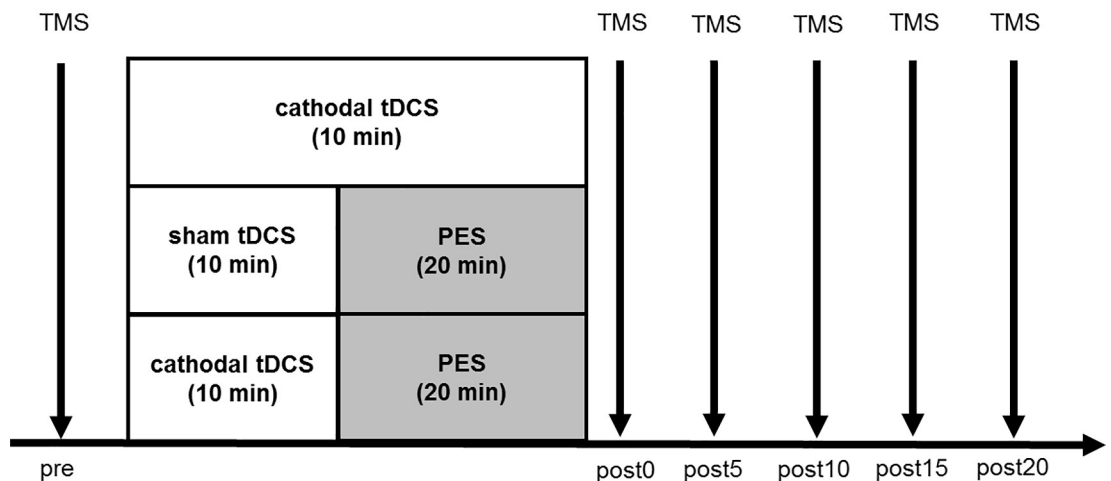 TMS TMS TMS TMS TMS TMS
cathodal tDCS
(10 min)
sham tDCS
(10 min)
PES
(20 min)
cathodal tDCS
(10 min)
PES
(20 min)
pre post0 post5 post10 post15 post20